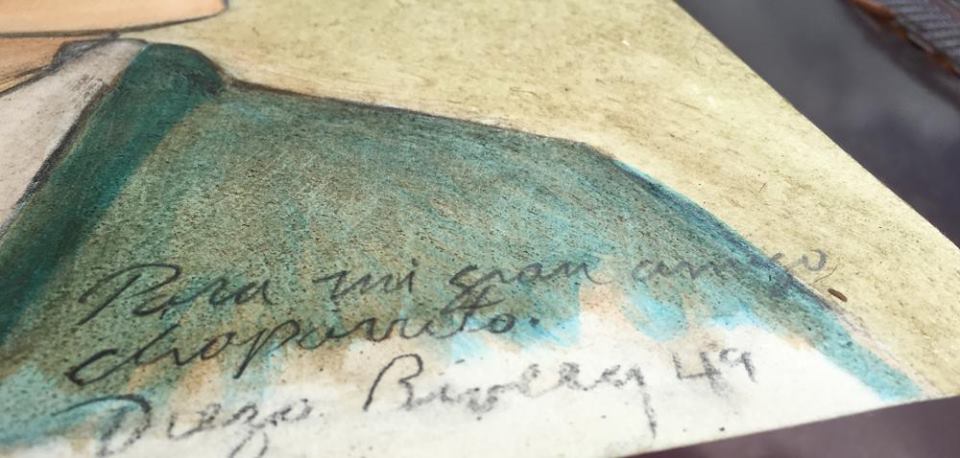 Para mi gran amigo
chaparrito.
Diego Rivera 49